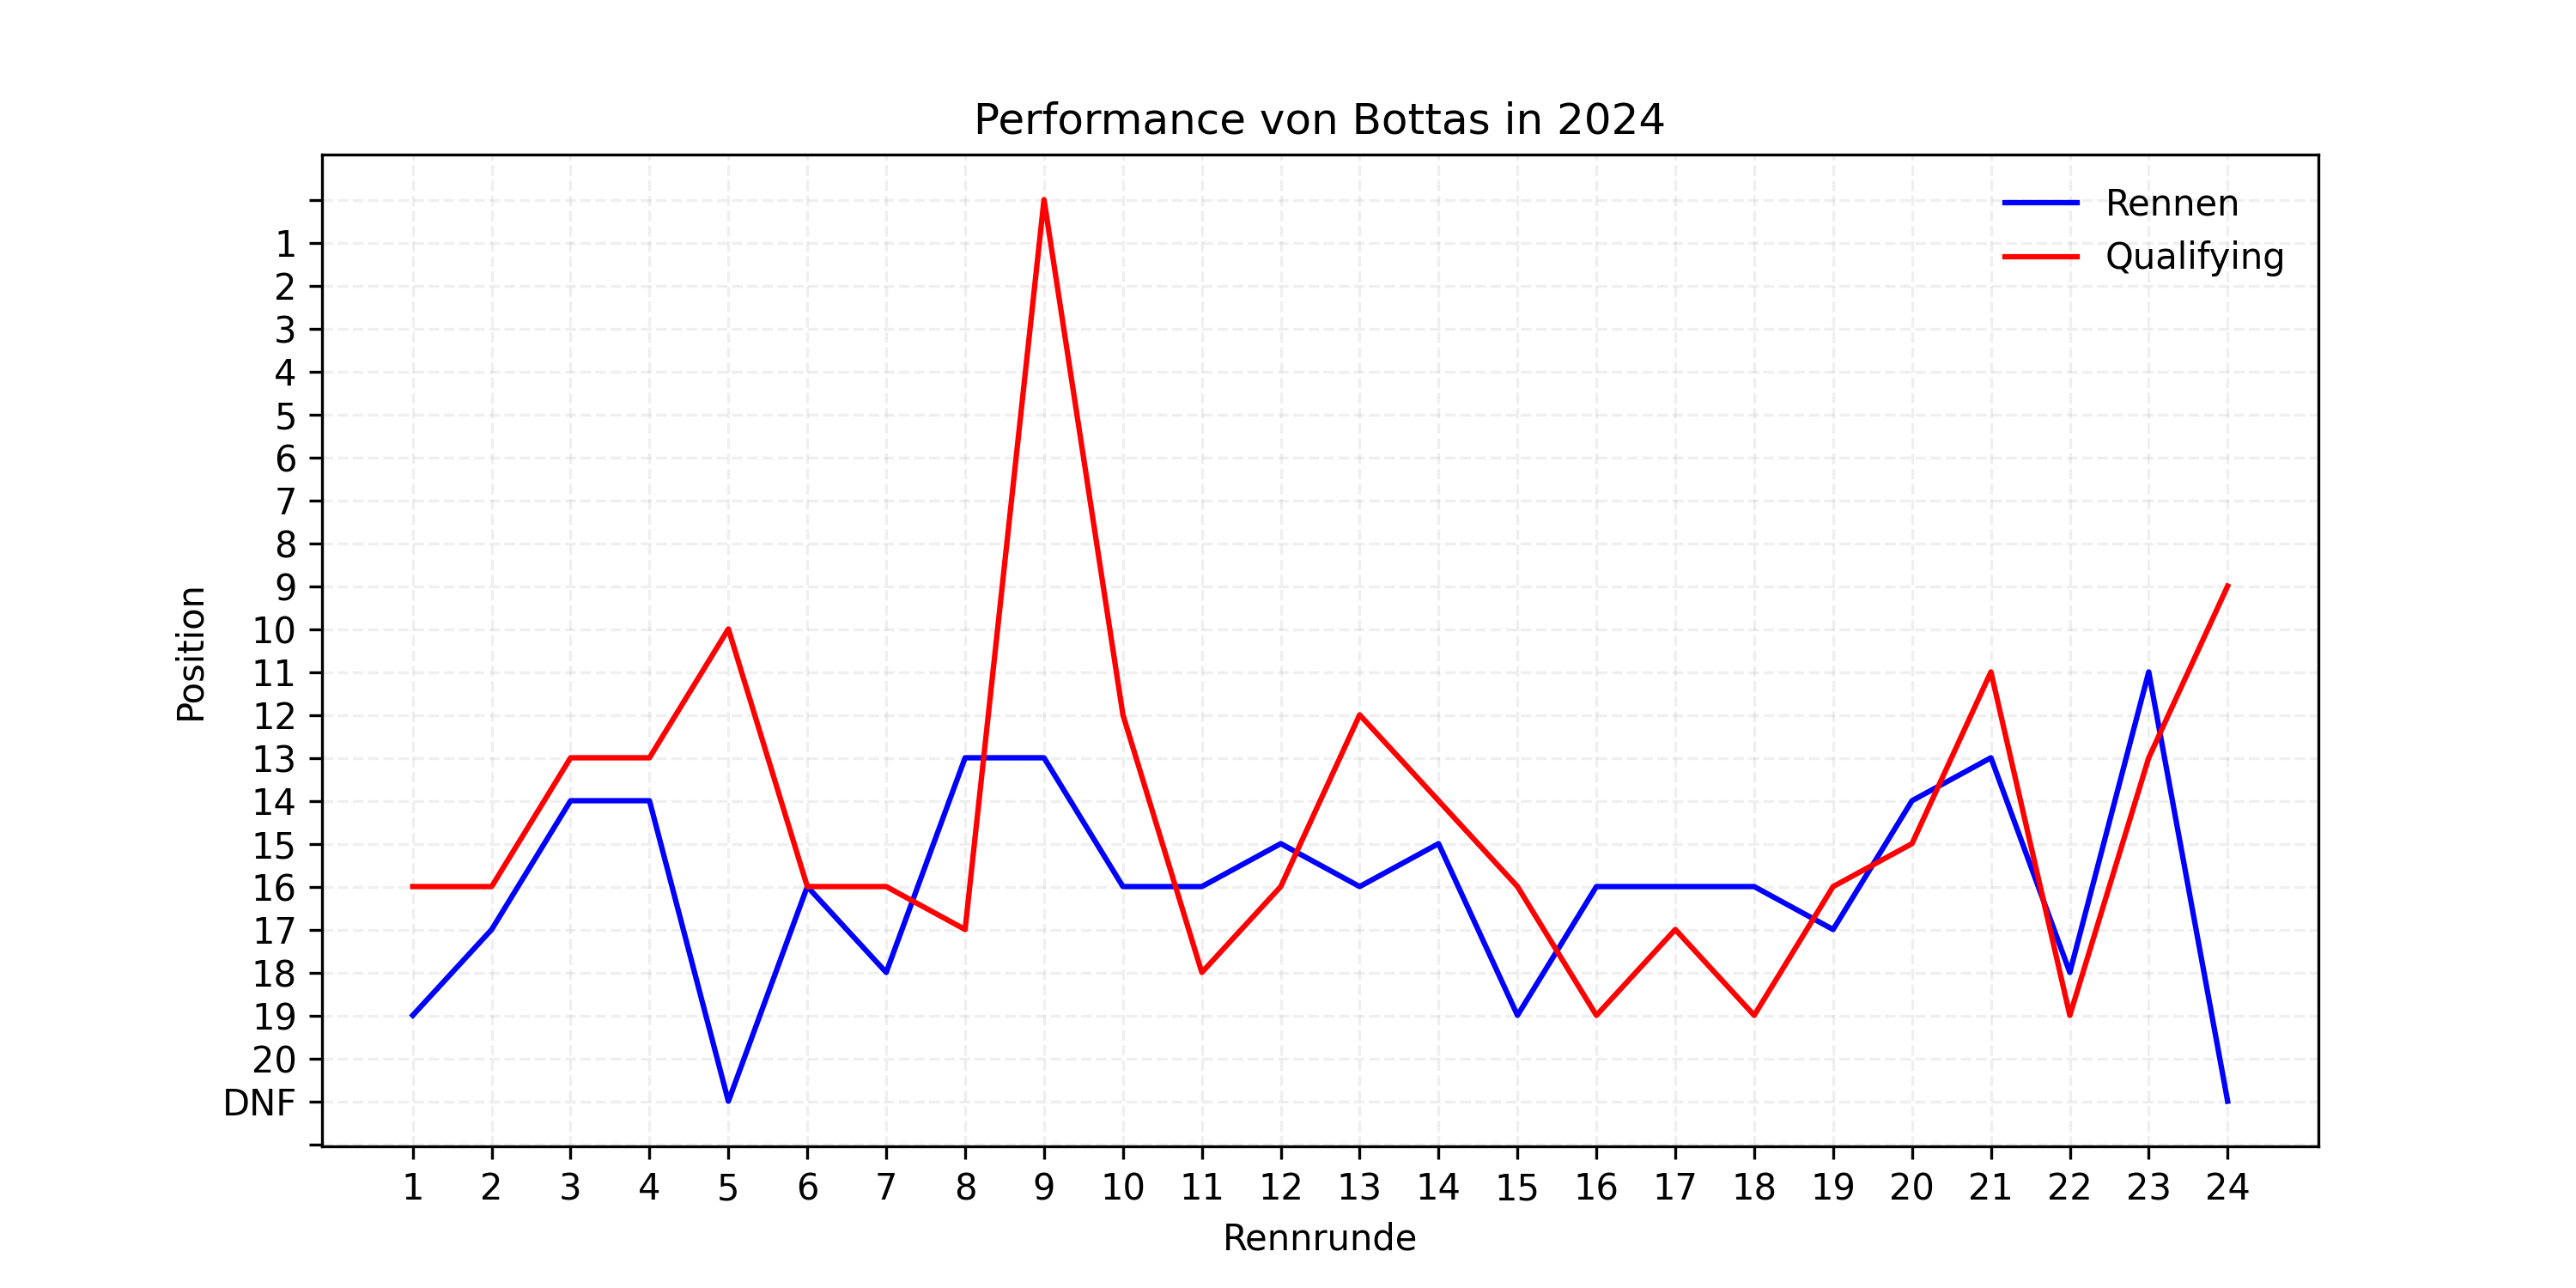 Performance von Bottas in 2024
Rennen
Qualifying
Position
1
2
3
4
5
6
7
8
9
10
11
12
13
14
15
16
17
18
19
20
DNF
1 2 3 4 5 6 7 8 9 10 11 12 13 14 15 16 17 18 19 20 21 22 23 24
Rennrunde